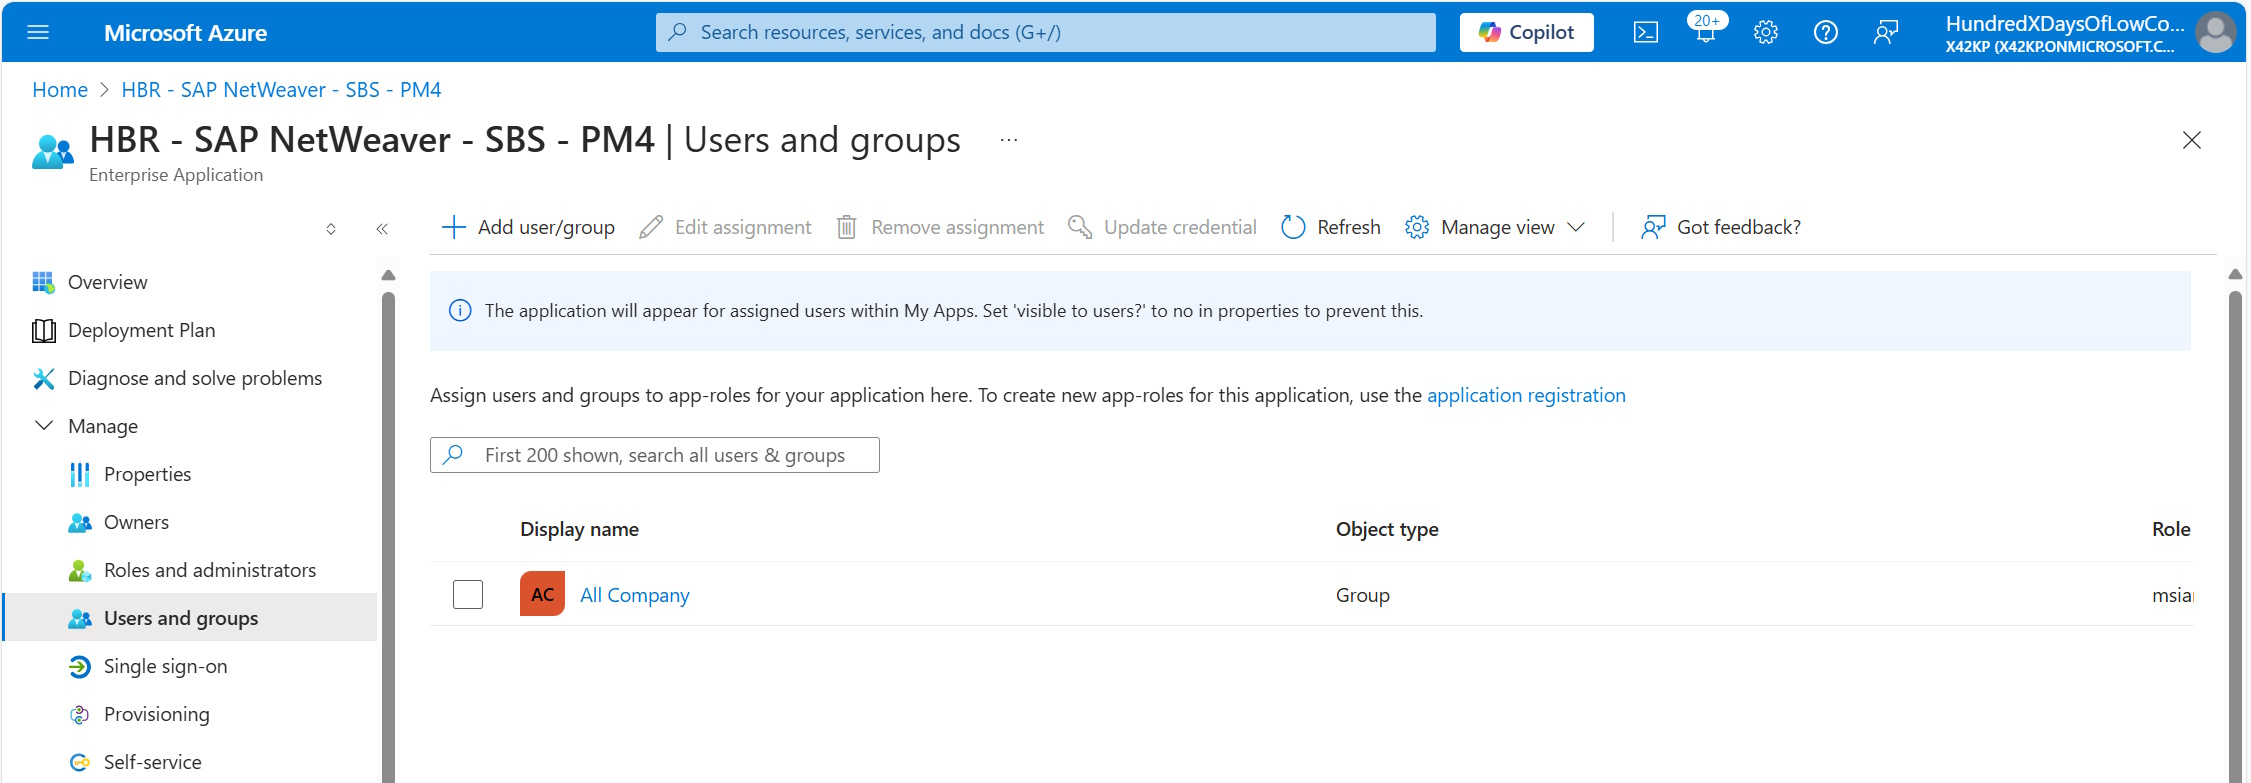 Microsoft Azure
Search resources, services, and docs (G+/)
Copilot
20+
HundredXDaysOfLowCo...
X42KP (X42KP.ONMICROSOFT.C...
Home > HBR - SAP NetWeaver - SBS - PM4
HBR - SAP NetWeaver - SBS - PM4 | Users and groups ...
Enterprise Application
Add user/group Edit assignment Remove assignment Update credential Refresh Manage view Got feedback?
Overview
Deployment Plan
Diagnose and solve problems
Manage
Properties
Owners
Roles and administrators
Users and groups
Single sign-on
Provisioning
Self-service
The application will appear for assigned users within My Apps. Set 'visible to users?' to no in properties to prevent this.
Assign users and groups to app-roles for your application here. To create new app-roles for this application, use the application registration
First 200 shown, search all users & groups
Display name Object type Role
AC All Company Group